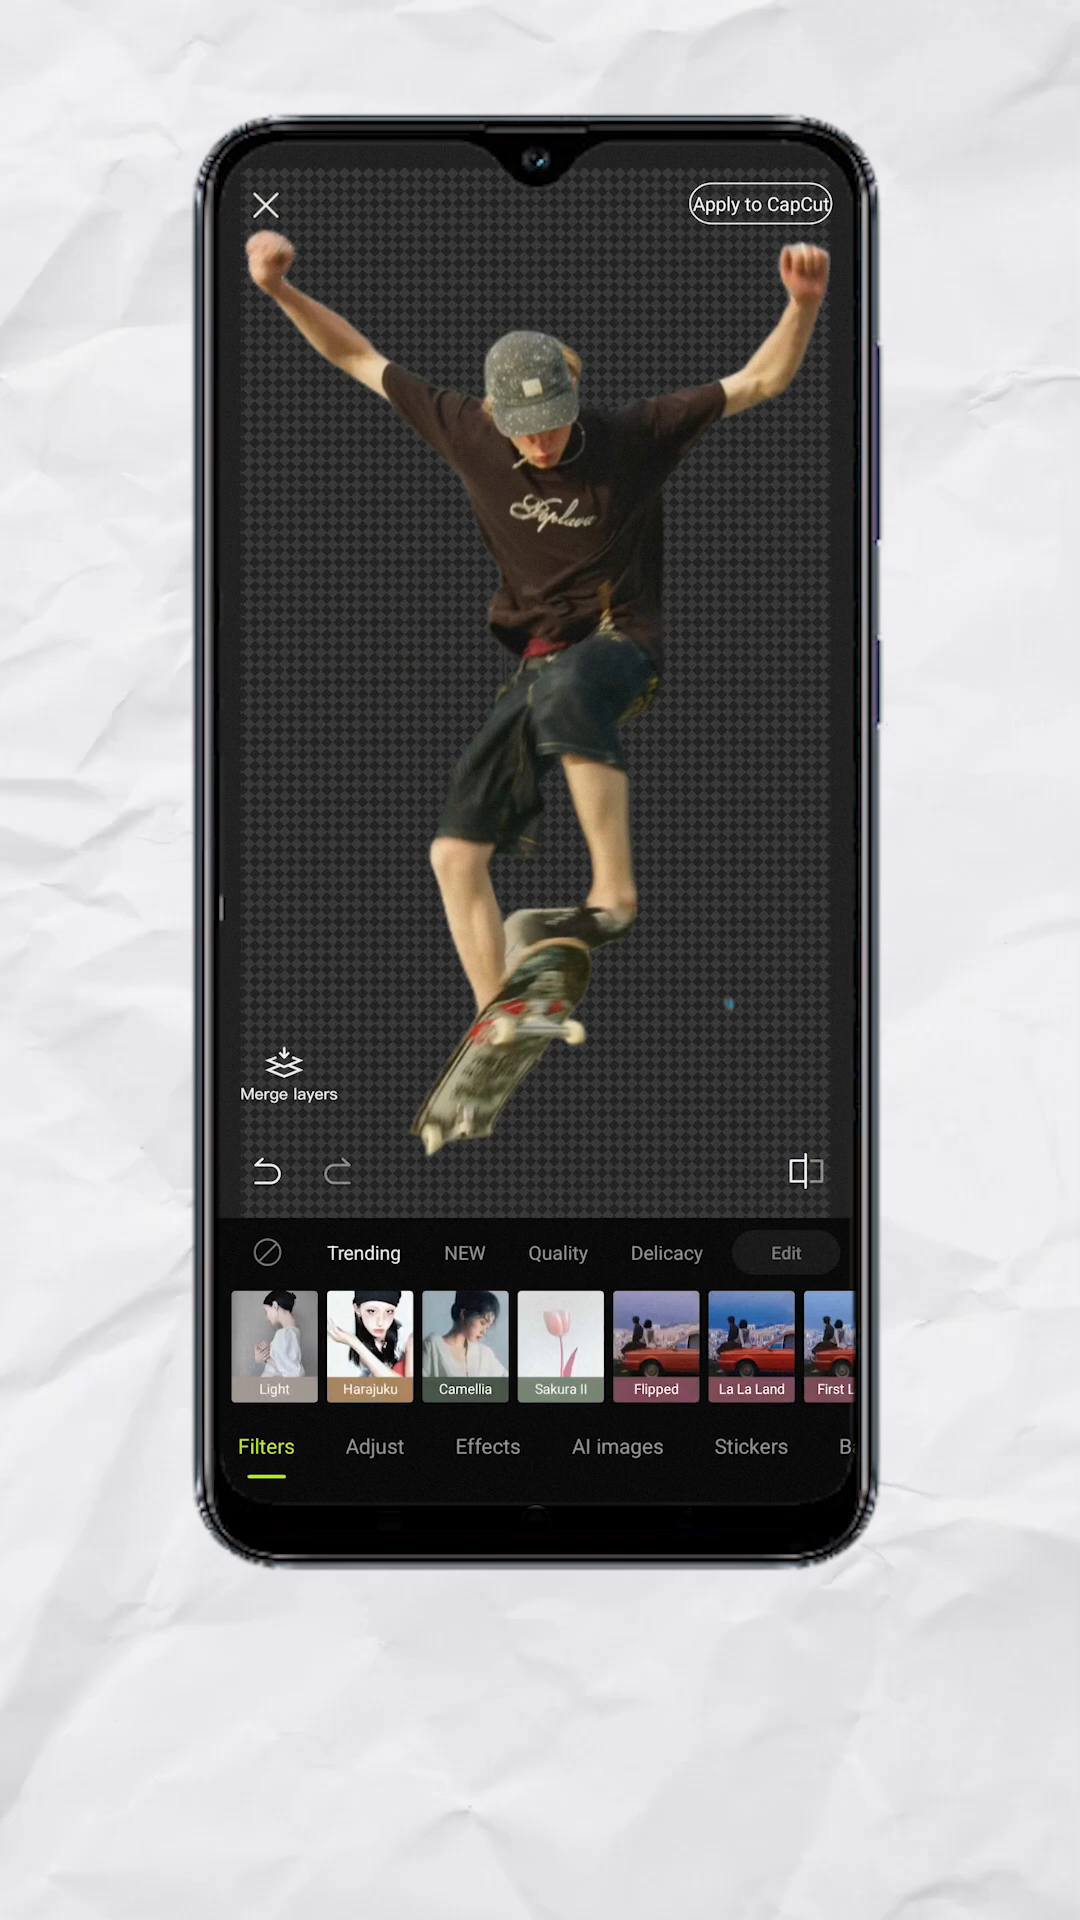 Apply to CapCut
Merge layers
Trending NEW Quality Delicacy Edit
Light Harajuku Camellia Sakura II Flipped La La Land First L
Filters Adjust Effects AI images Stickers